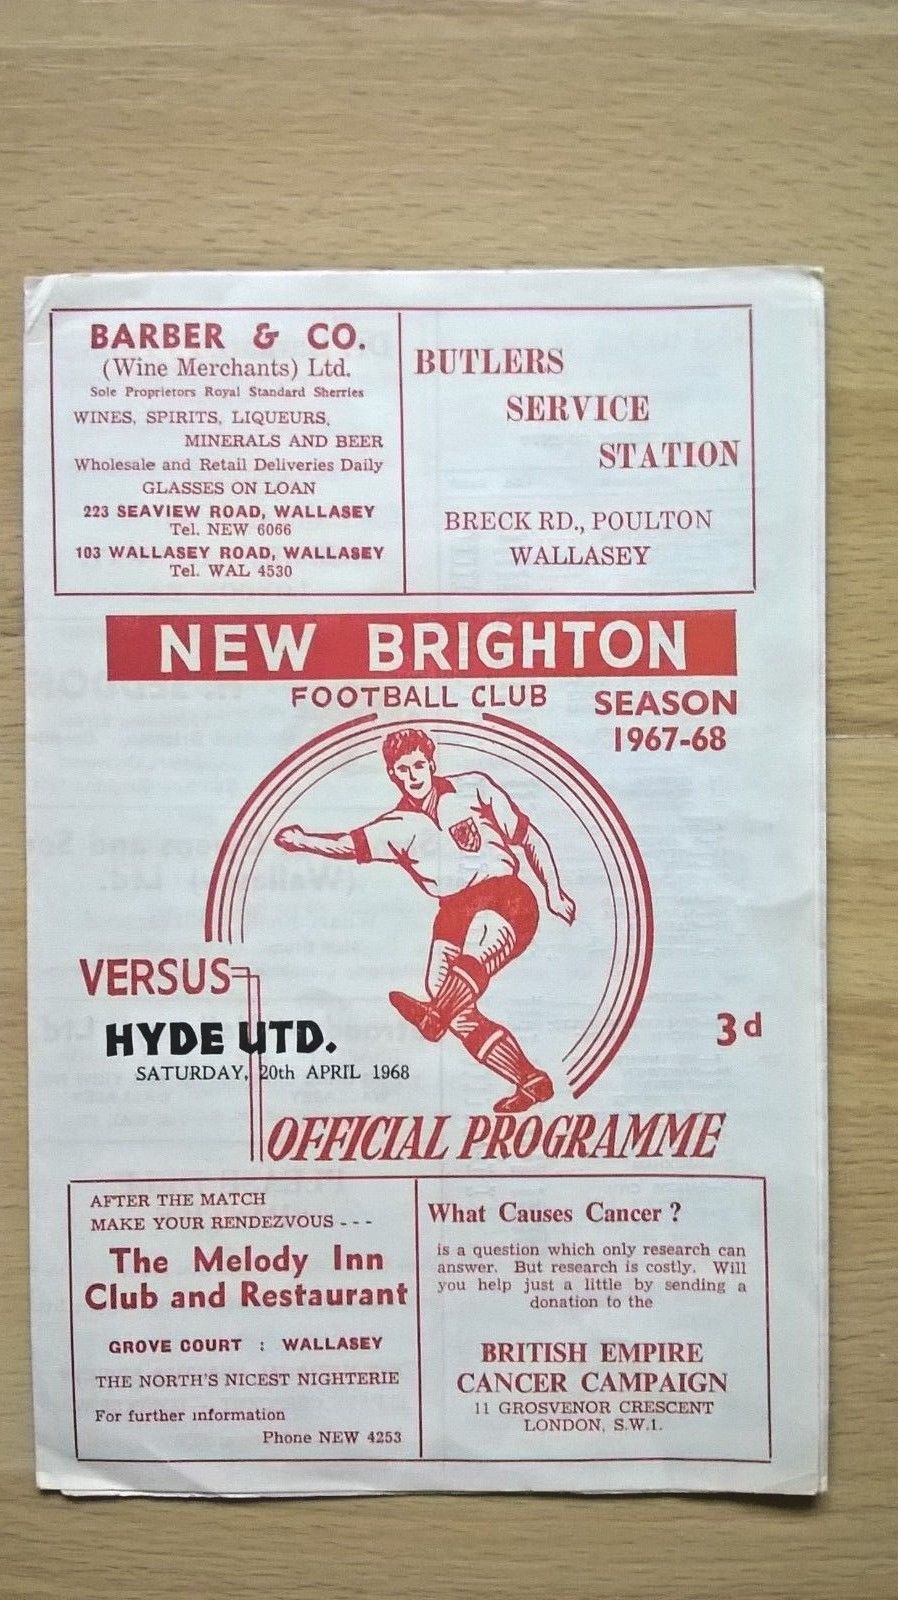 BARBER & CO.
(Wine Merchants) Ltd.
Sole Proprietors Royal Standard Sherries
WINES, SPIRITS, LIQUEURS,
MINERALS AND BEER
Wholesale and Retail Deliveries Daily
GLASSES ON LOAN
223 SEAVIEW ROAD, WALLASEY
Tel. NEW 6066
103 WALLASEY ROAD, WALLASEY
Tel. WAL 4530
BUTLERS
SERVICE
STATION
BRECK RD., POULTON
WALLASEY
NEW BRIGHTON
FOOTBALL CLUB
SEASON
1967-68
VERSUS
HYDE UTD.
SATURDAY, 20th APRIL 1968
3d
OFFICIAL PROGRAMME
AFTER THE MATCH
MAKE YOUR RENDEZVOUS - - -
The Melody Inn
Club and Restaurant
GROVE COURT : WALLASEY
THE NORTH'S NICEST NIGHTERIE
For further information
Phone NEW 4253
What Causes Cancer ?
is a question which only research can
answer. But research is costly. Will
you help just a little by sending a
donation to the
BRITISH EMPIRE
CANCER CAMPAIGN
11 GROSVENOR CRESCENT
LONDON, S.W.1.